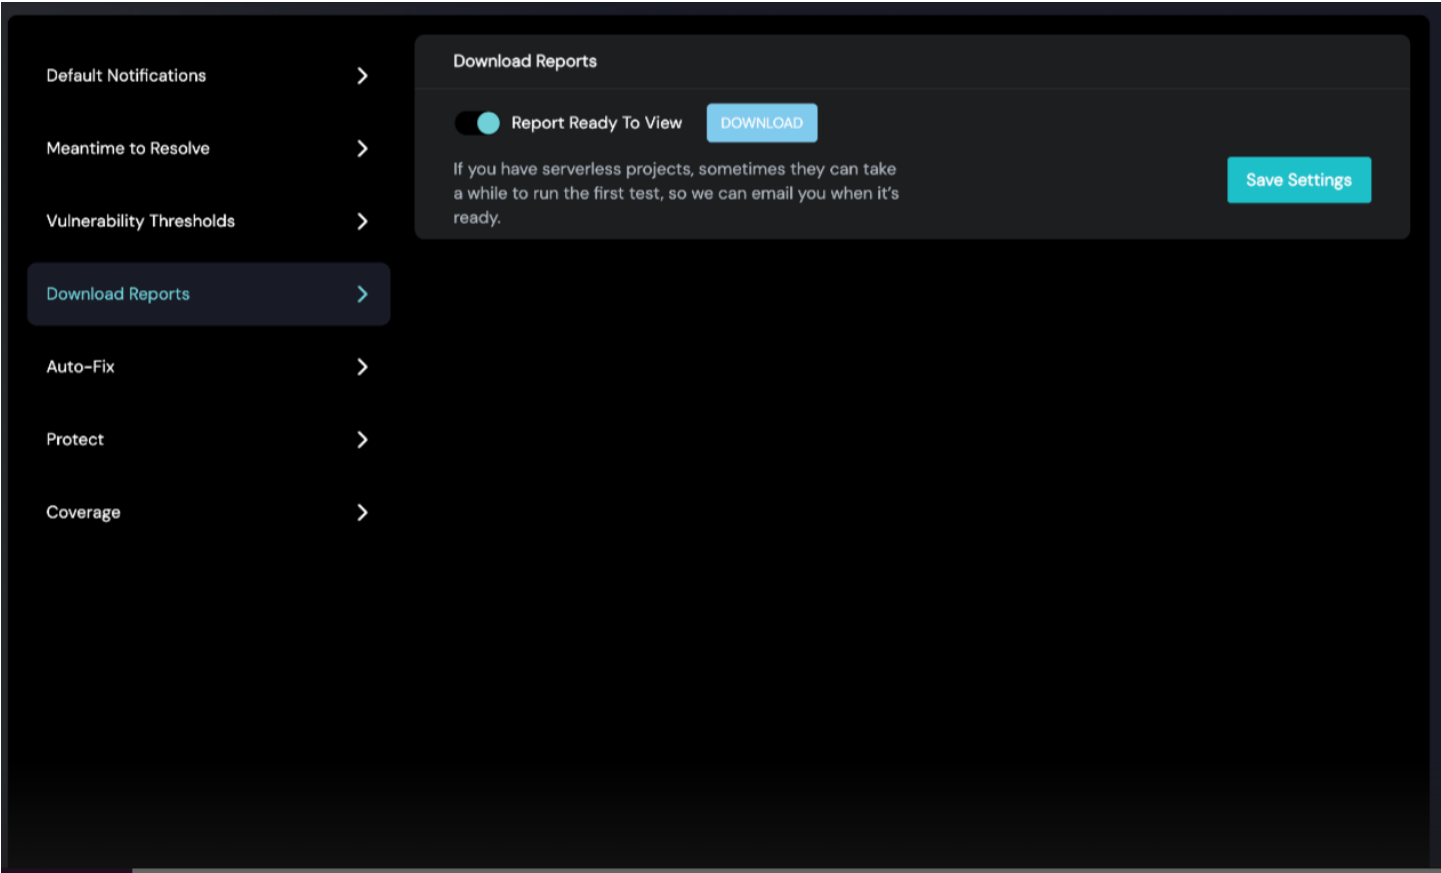 Default Notifications
Meantime to Resolve
Vulnerability Thresholds
Download Reports
Auto-Fix
Protect
Coverage
Download Reports
Report Ready To View
DOWNLOAD
If you have serverless projects, sometimes they can take
a while to run the first test, so we can email you when it’s
ready.
Save Settings